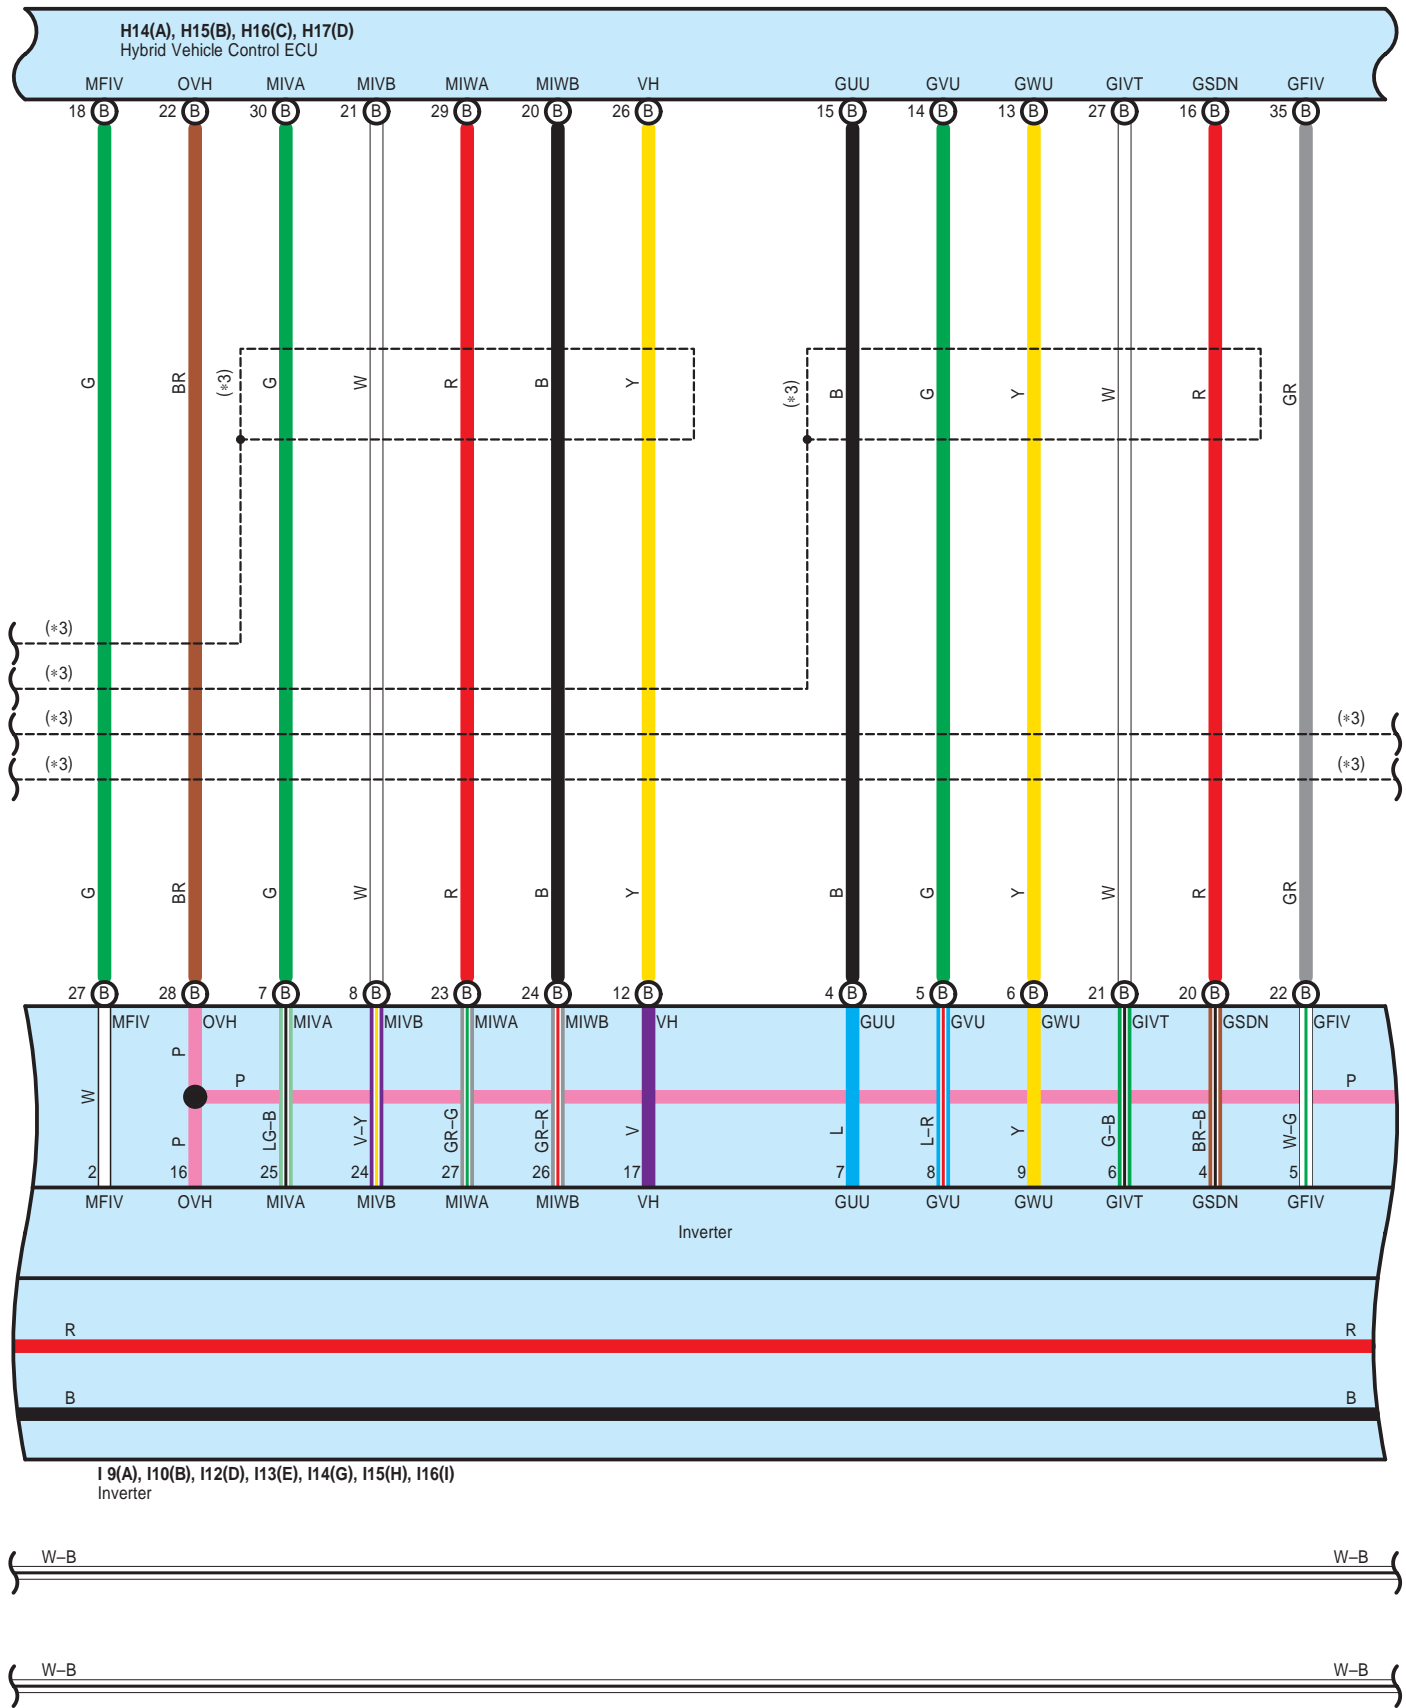 H14(A), H15(B), H16(C), H17(D)
Hybrid Vehicle Control ECU
MFIV OVH MIVA MIVB MIWA MIWB VH GUU GVU GWU GIVT GSDN GFIV
18 B 22 B 30 B 21 B 29 B 20 B 26 B 15 B 14 B 13 B 27 B 16 B 35 B
G BR (*3) G W R B Y (*3) B G Y W R GR
(*3)
(*3)
(*3) (*3)
(*3) (*3)
G BR G W R B Y B G Y W R GR
27 B 28 B 7 B 8 B 23 B 24 B 12 B 4 B 5 B 6 B 21 B 20 B 22 B
MFIV OVH MIVA MIVB MIWA MIWB VH GUU GVU GWU GIVT GSDN GFIV
P
P P
W P LG–B V–Y GR–G GR–R V L L–R Y G–B BR–B W–G
2 16 25 24 27 26 17 7 8 9 6 4 5
MFIV OVH MIVA MIVB MIWA MIWB VH GUU GVU GWU GIVT GSDN GFIV
Inverter
R R
B B
I 9(A), I10(B), I12(D), I13(E), I14(G), I15(H), I16(I)
Inverter
W–B W–B
W–B W–B